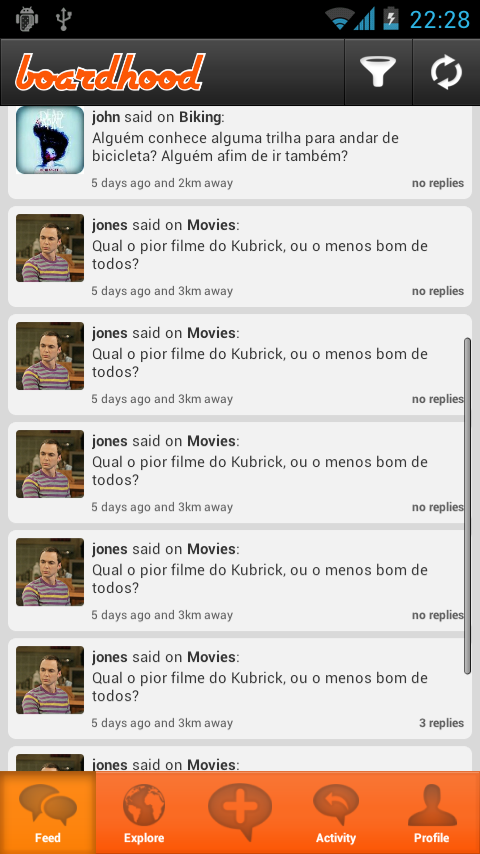 22:28
boardhood
john said on Biking:
Alguém conhece alguma trilha para andar de
bicicleta? Alguém afim de ir também?
5 days ago and 2km away no replies
jones said on Movies:
Qual o pior filme do Kubrick, ou o menos bom de
todos?
5 days ago and 3km away no replies
jones said on Movies:
Qual o pior filme do Kubrick, ou o menos bom de
todos?
5 days ago and 3km away no replies
jones said on Movies:
Qual o pior filme do Kubrick, ou o menos bom de
todos?
5 days ago and 3km away no replies
jones said on Movies:
Qual o pior filme do Kubrick, ou o menos bom de
todos?
5 days ago and 3km away no replies
jones said on Movies:
Qual o pior filme do Kubrick, ou o menos bom de
todos?
5 days ago and 3km away 3 replies
jones said on Movies:
Feed Explore Activity Profile